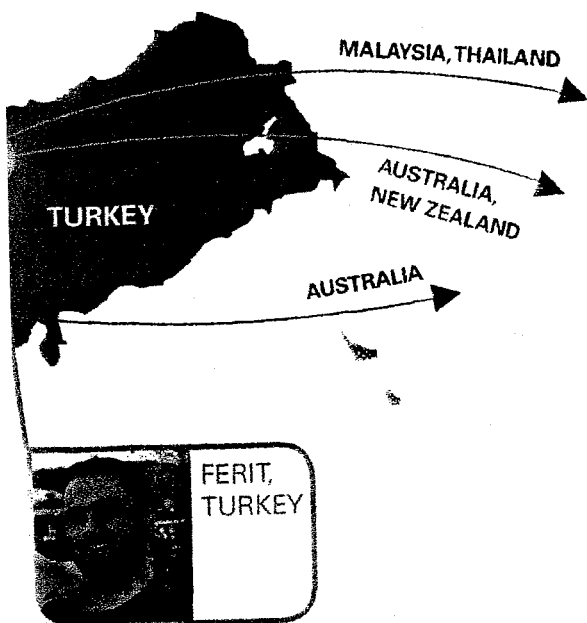 MALAYSIA, THAILAND
AUSTRALIA,
NEW ZEALAND
TURKEY
AUSTRALIA
FERIT,
TURKEY